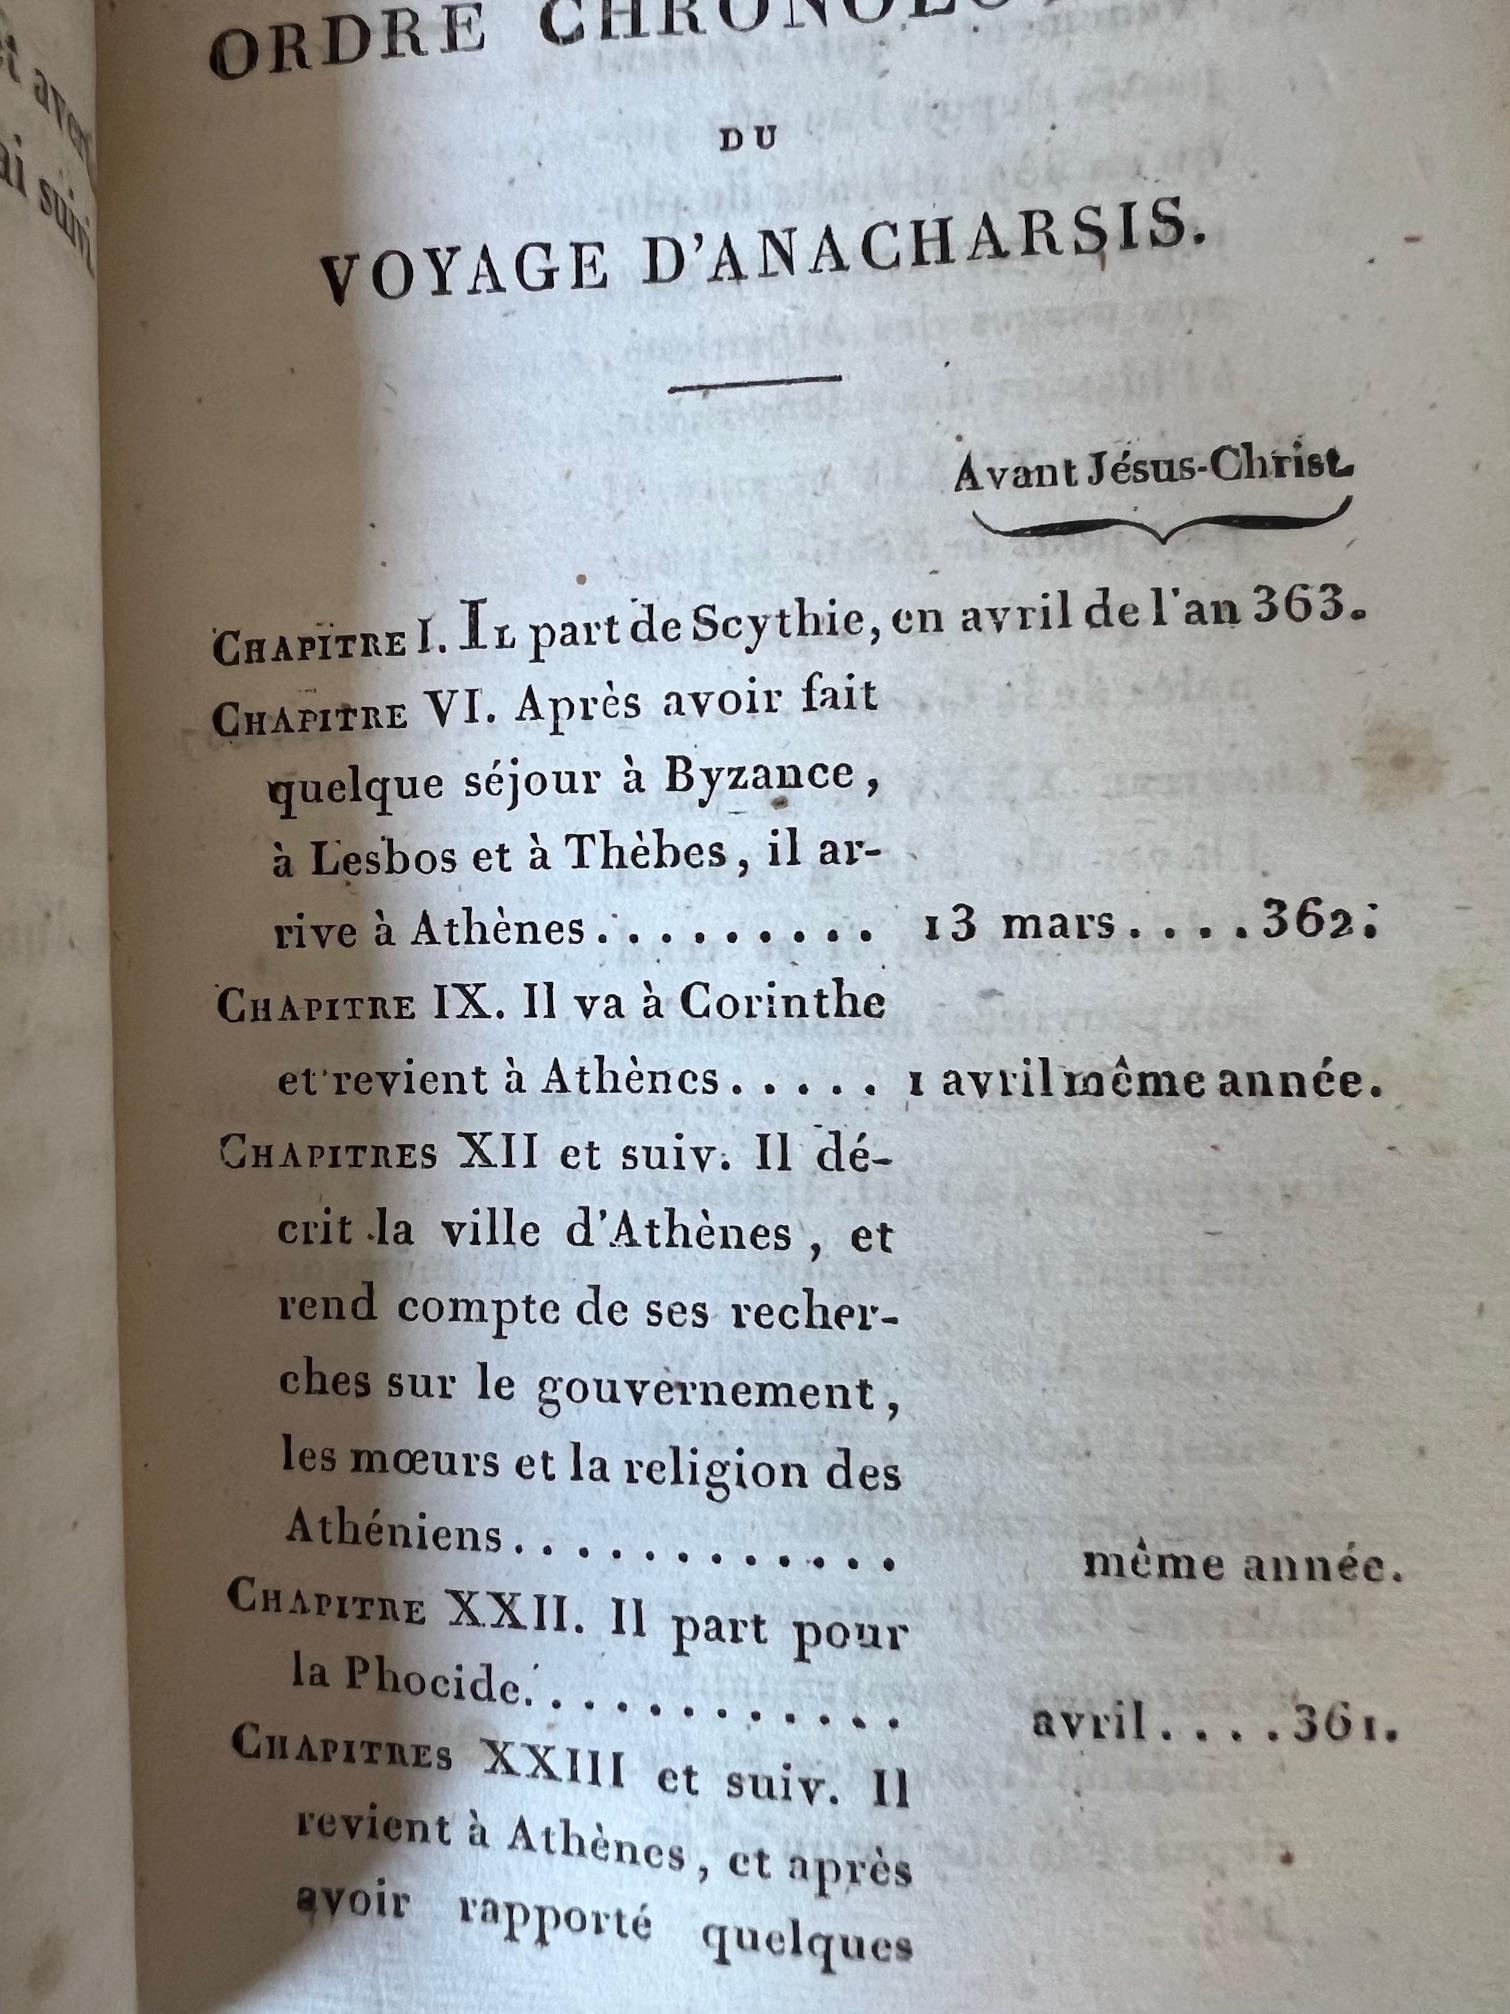 ORDRE
DU
VOYAGE D'ANACHARSIS.
Avant Jésus-Christ
CHAPITRE I. IL part de Scythie, en avril de l'an 363.
CHAPITRE VI. Après avoir fait
quelque séjour à Byzance,
à Lesbos et à Thèbes, il ar-
rive à Athènes.......... 13 mars....362.
CHAPITRE IX. Il va à Corinthe
et revient à Athènes..... 1 avril même année.
CHAPITRES XII et suiv. Il dé-
crit la ville d'Athènes, et
rend compte de ses recher-
ches sur le gouvernement,
les mœurs et la religion des
Athéniens............ même année.
CHAPITRE XXII. Il part pour
la Phocide............ avril....361.
CHAPITRES XXIII et suiv. Il
revient à Athènes, et après
avoir rapporté quelques